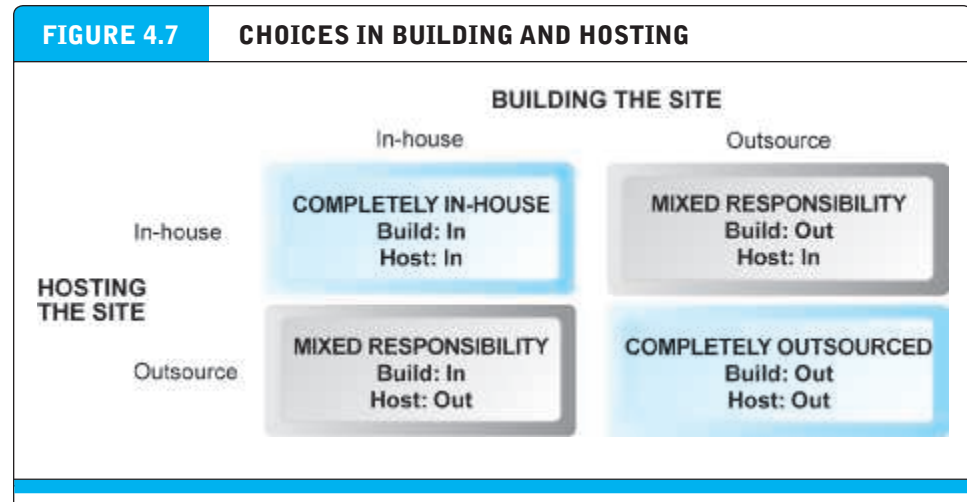 FIGURE 4.7 CHOICES IN BUILDING AND HOSTING
BUILDING THE SITE
In-house Outsource
In-house
COMPLETELY IN-HOUSE
Build: In
Host: In
MIXED RESPONSIBILITY
Build: Out
Host: In
HOSTING
THE SITE
Outsource
MIXED RESPONSIBILITY
Build: In
Host: Out
COMPLETELY OUTSOURCED
Build: Out
Host: Out